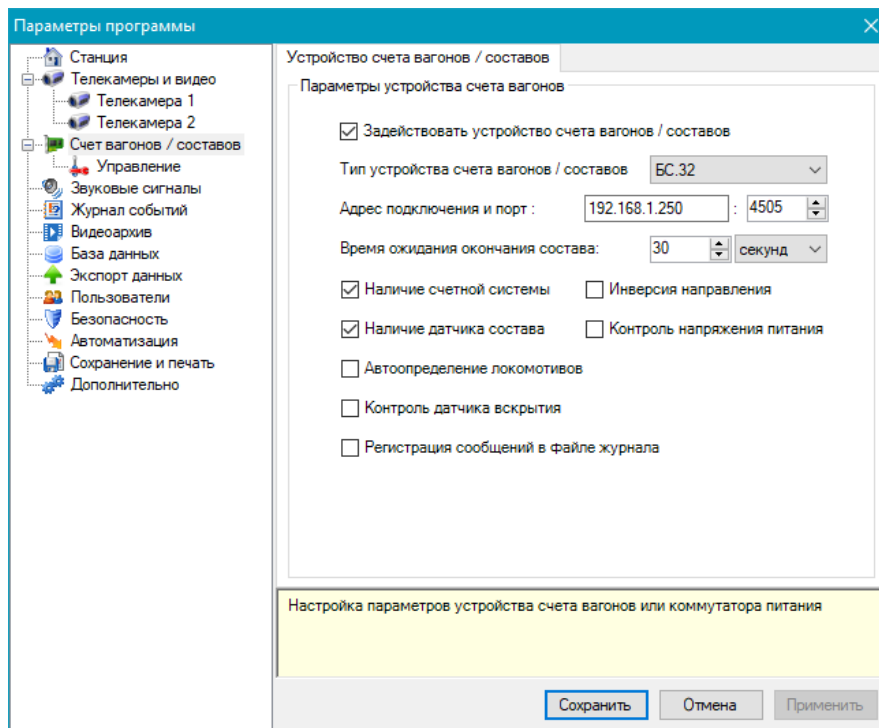 Параметры программы
Станция
Телекамеры и видео
Телекамера 1
Телекамера 2
Счет вагонов / составов
Управление
Звуковые сигналы
Журнал событий
Видеоархив
База данных
Экспорт данных
Пользователи
Безопасность
Автоматизация
Сохранение и печать
Дополнительно
Устройство счета вагонов / составов
Параметры устройства счета вагонов
Задействовать устройство счета вагонов / составов
Тип устройства счета вагонов / составов БС.32
Адрес подключения и порт : 192.168.1.250 : 4505
Время ожидания окончания состава: 30 секунд
Наличие счетной системы Инверсия направления
Наличие датчика состава Контроль напряжения питания
Автоопределение локомотивов
Контроль датчика вскрытия
Регистрация сообщений в файле журнала
Настройка параметров устройства счета вагонов или коммутатора питания
Сохранить Отмена Применить